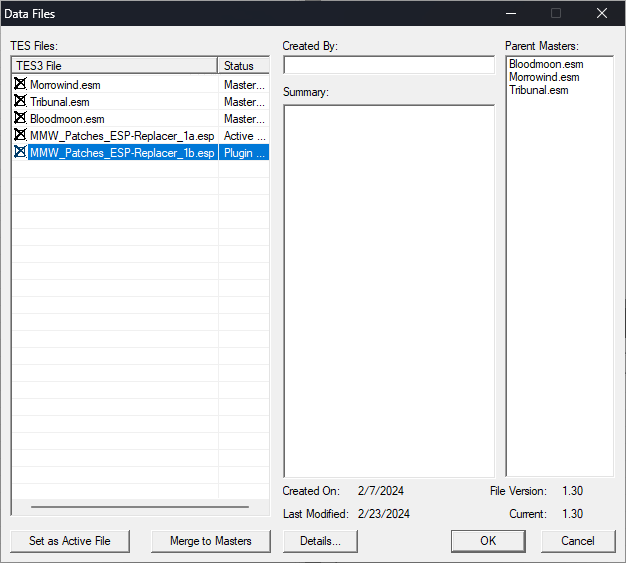 Data Files
TES Files:
TES3 File Status
Morrowind.esm Master...
Tribunal.esm Master...
Bloodmoon.esm Master...
MMW_Patches_ESP-Replacer_1a.esp Active ...
MMW_Patches_ESP-Replacer_1b.esp Plugin ...
Created By:
Summary:
Parent Masters:
Bloodmoon.esm
Morrowind.esm
Tribunal.esm
Created On: 2/7/2024
File Version: 1.30
Last Modified: 2/23/2024
Current: 1.30
Set as Active File
Merge to Masters
Details...
OK
Cancel